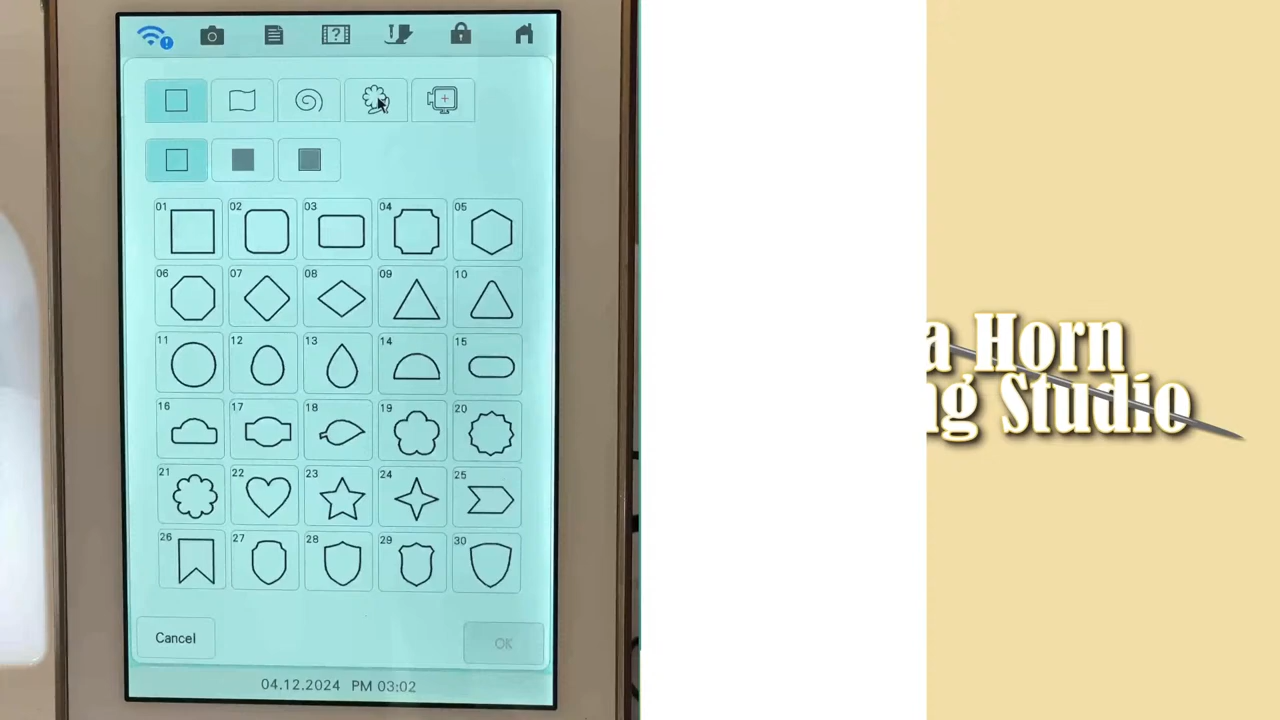 01 02 03 04 05
06 07 08 09 10
11 12 13 14 15
16 17 18 19 20
21 22 23 24 25
26 27 28 29 30
Cancel OK
04.12.2024 PM 03:02
a Horn
ng Studio